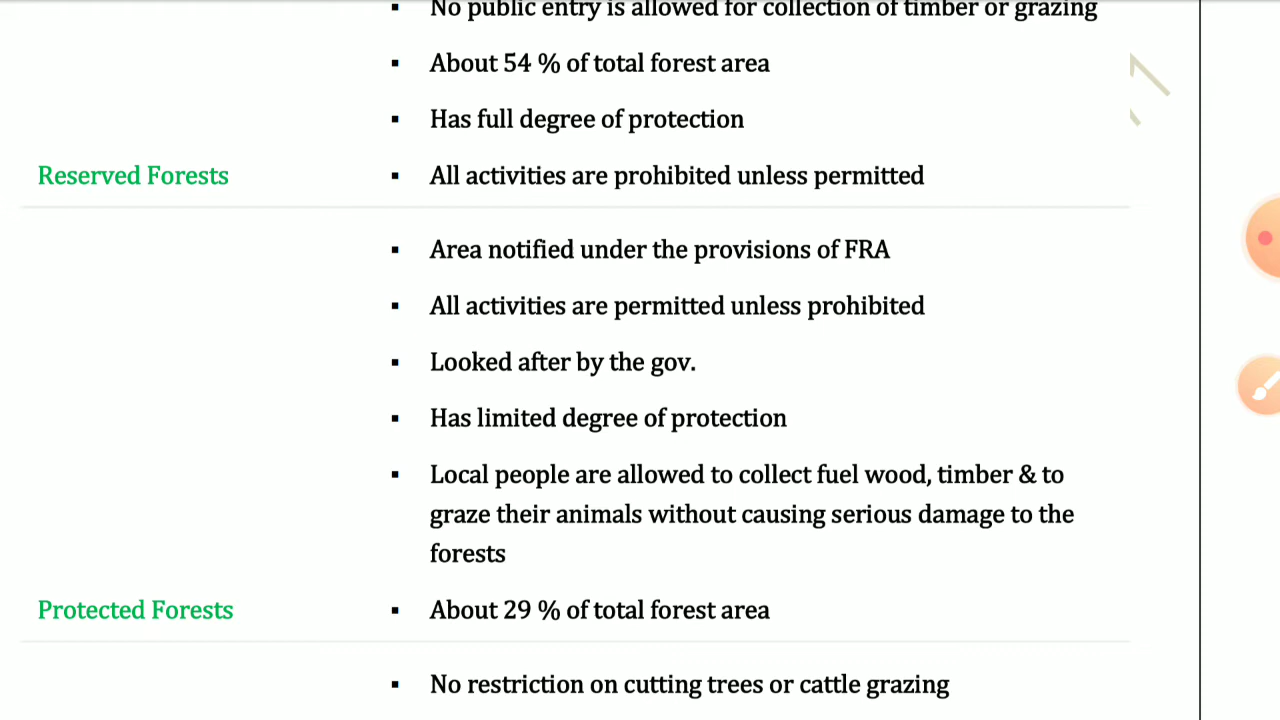 ▪ No public entry is allowed for collection of timber or grazing
▪ About 54 % of total forest area
▪ Has full degree of protection
Reserved Forests ▪ All activities are prohibited unless permitted
▪ Area notified under the provisions of FRA
▪ All activities are permitted unless prohibited
▪ Looked after by the gov.
▪ Has limited degree of protection
▪ Local people are allowed to collect fuel wood, timber & to
graze their animals without causing serious damage to the
forests
Protected Forests ▪ About 29 % of total forest area
▪ No restriction on cutting trees or cattle grazing